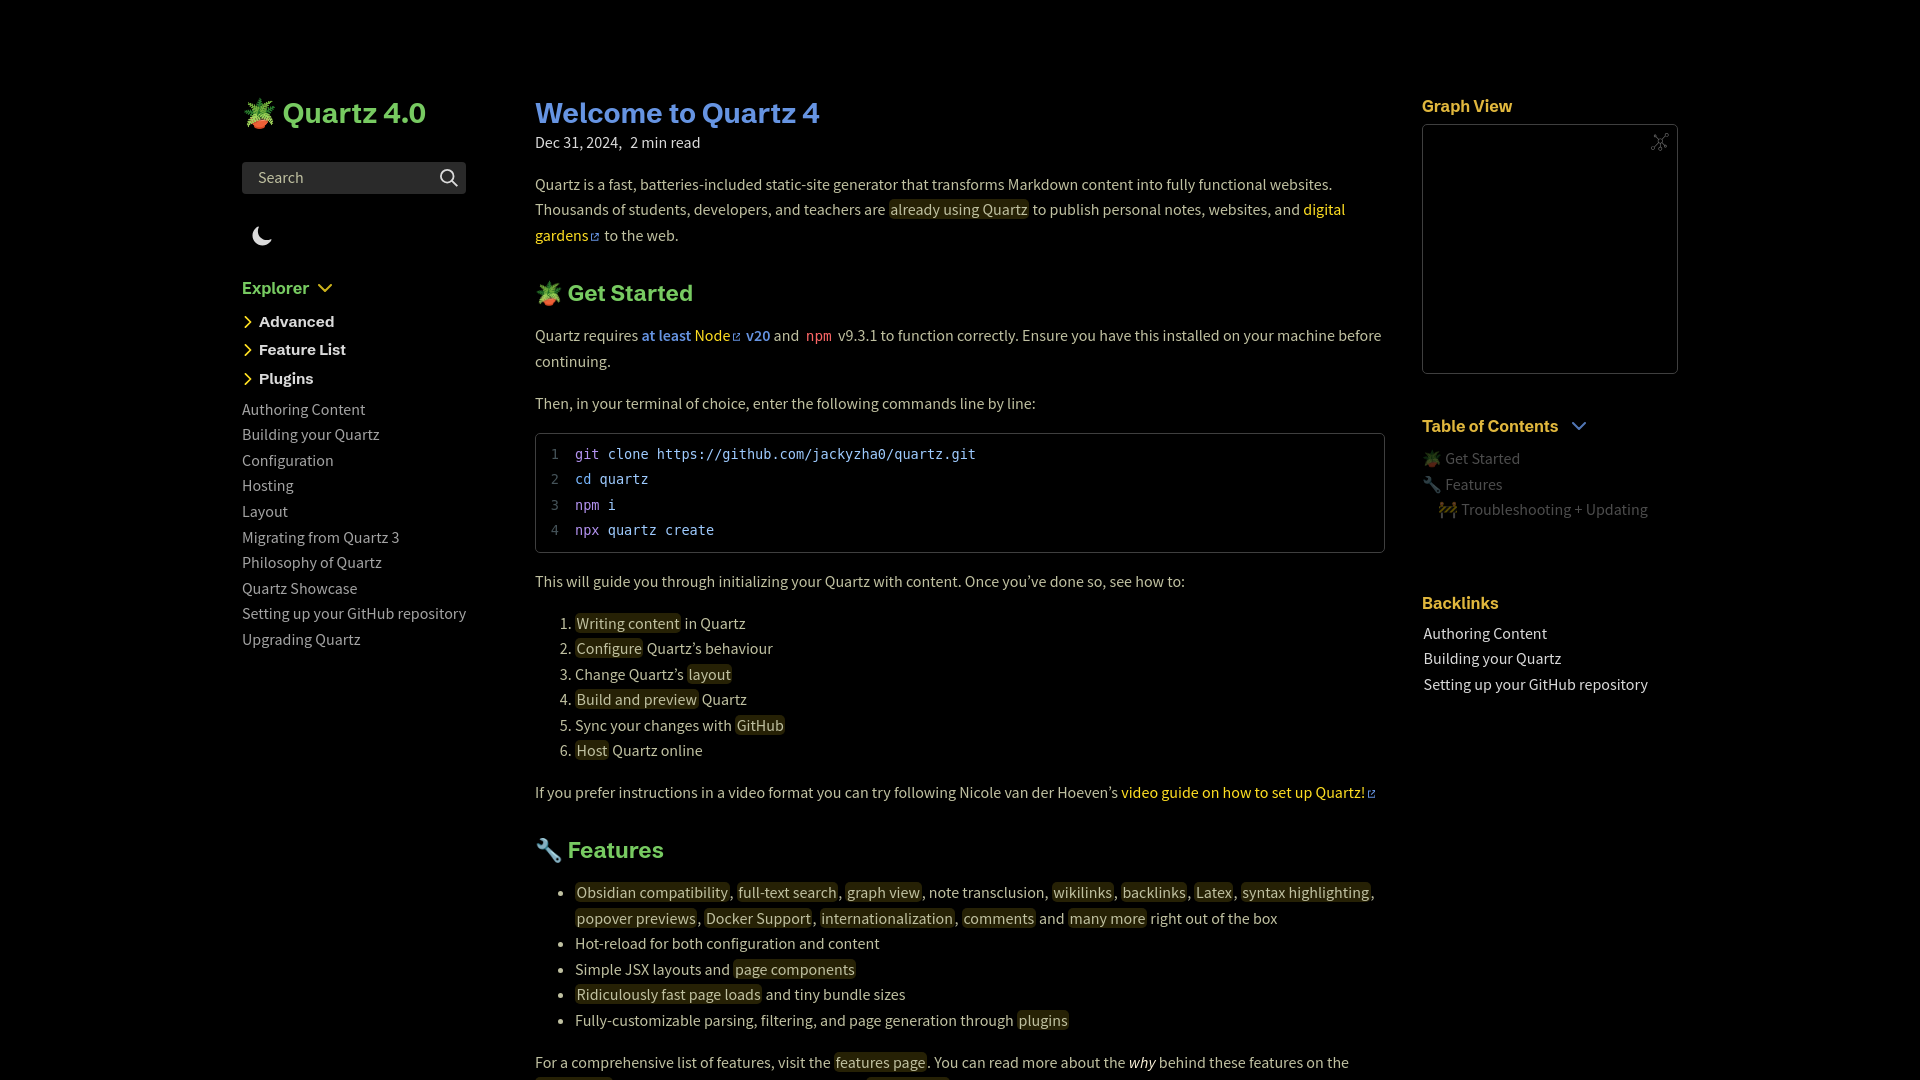 🪴 Quartz 4.0
Search
Explorer
Advanced
Feature List
Plugins
Authoring Content
Building your Quartz
Configuration
Hosting
Layout
Migrating from Quartz 3
Philosophy of Quartz
Quartz Showcase
Setting up your GitHub repository
Upgrading Quartz
Welcome to Quartz 4
Dec 31, 2024, 2 min read
Quartz is a fast, batteries-included static-site generator that transforms Markdown content into fully functional websites.
Thousands of students, developers, and teachers are already using Quartz to publish personal notes, websites, and digital
gardens to the web.
🪴 Get Started
Quartz requires at least Node v20 and npm v9.3.1 to function correctly. Ensure you have this installed on your machine before
continuing.
Then, in your terminal of choice, enter the following commands line by line:
1 git clone https://github.com/jackyzha0/quartz.git
2 cd quartz
3 npm i
4 npx quartz create
This will guide you through initializing your Quartz with content. Once you’ve done so, see how to:
1. Writing content in Quartz
2. Configure Quartz’s behaviour
3. Change Quartz’s layout
4. Build and preview Quartz
5. Sync your changes with GitHub
6. Host Quartz online
If you prefer instructions in a video format you can try following Nicole van der Hoeven’s video guide on how to set up Quartz!
🔧 Features
• Obsidian compatibility, full-text search, graph view, note transclusion, wikilinks, backlinks, Latex, syntax highlighting,
popover previews, Docker Support, internationalization, comments and many more right out of the box
• Hot-reload for both configuration and content
• Simple JSX layouts and page components
• Ridiculously fast page loads and tiny bundle sizes
• Fully-customizable parsing, filtering, and page generation through plugins
For a comprehensive list of features, visit the features page. You can read more about the why behind these features on the
Graph View
Table of Contents
🪴 Get Started
🔧 Features
🚧 Troubleshooting + Updating
Backlinks
Authoring Content
Building your Quartz
Setting up your GitHub repository